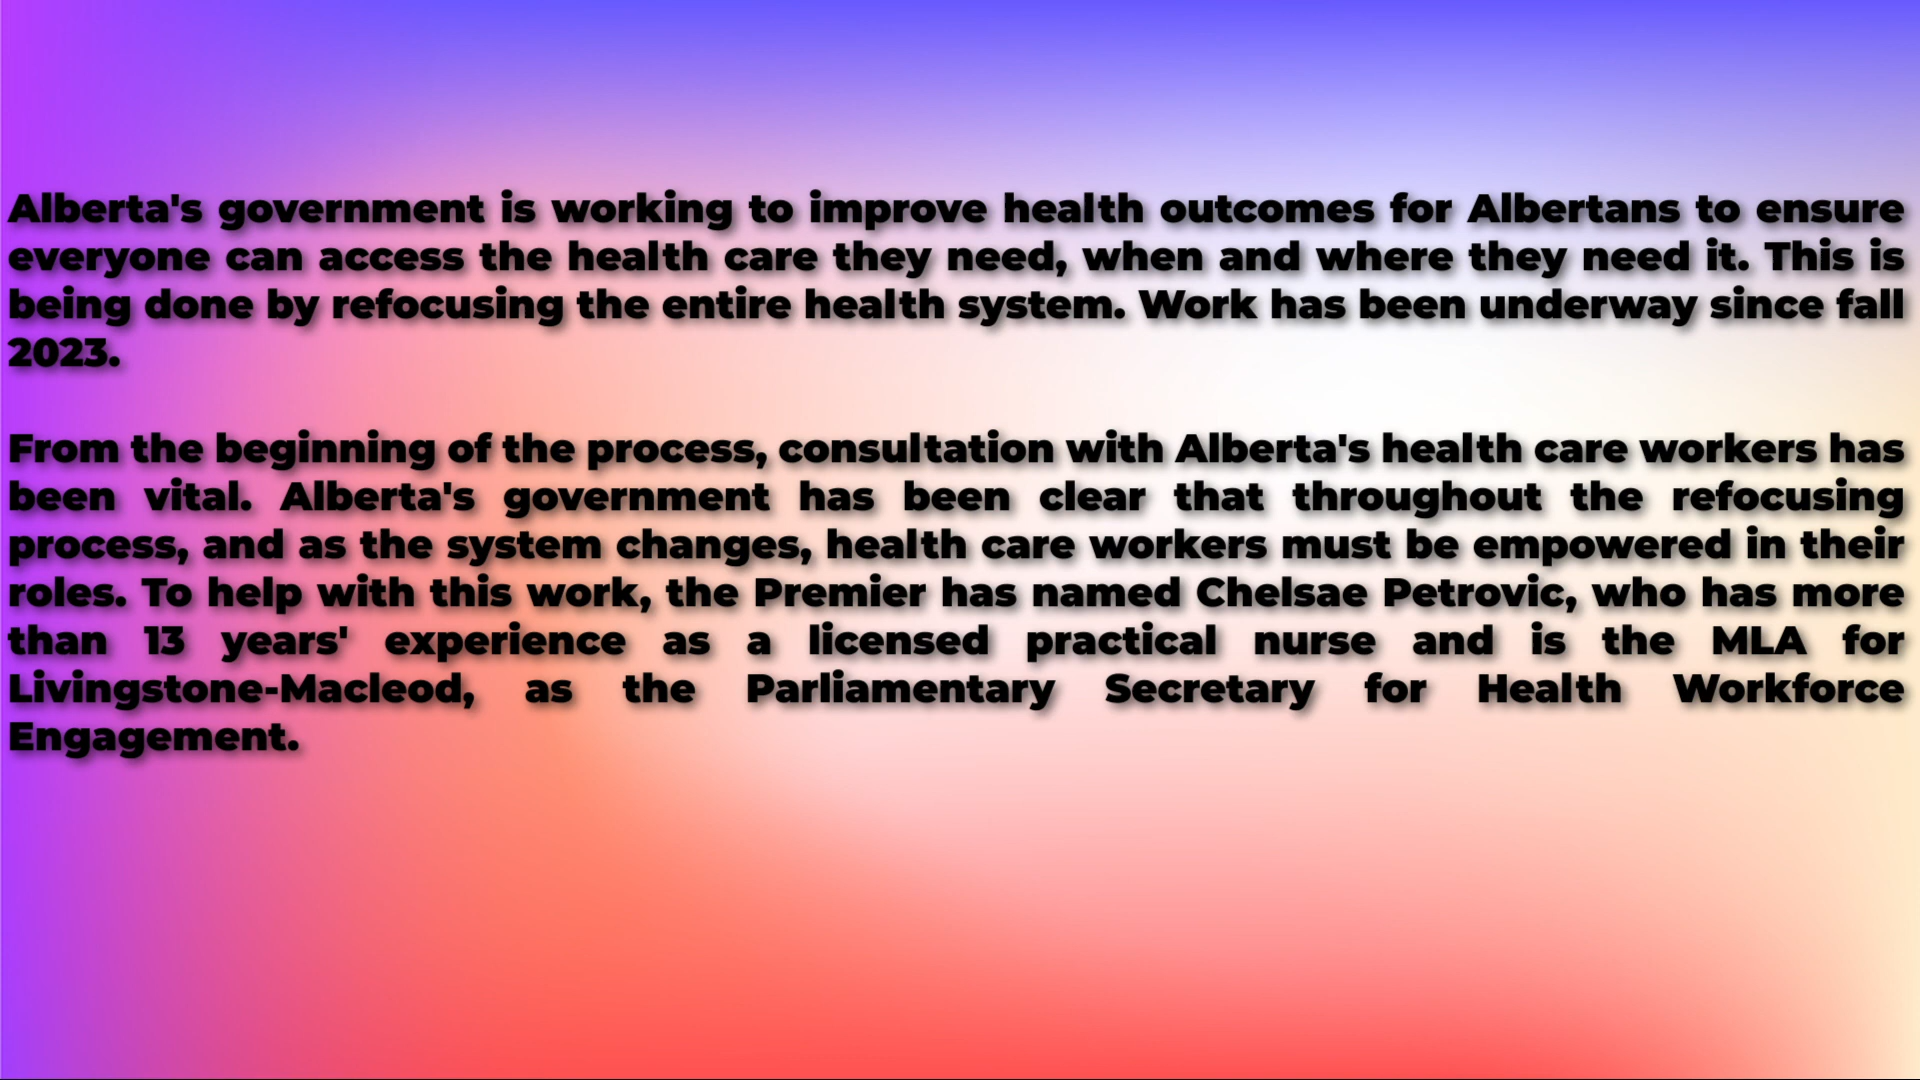 Alberta's government is working to improve health outcomes for Albertans to ensure
everyone can access the health care they need, when and where they need it. This is
being done by refocusing the entire health system. Work has been underway since fall
2023.
From the beginning of the process, consultation with Alberta's health care workers has
been vital. Alberta's government has been clear that throughout the refocusing
process, and as the system changes, health care workers must be empowered in their
roles. To help with this work, the Premier has named Chelsae Petrovic, who has more
than 13 years' experience as a licensed practical nurse and is the MLA for
Livingstone-Macleod, as the Parliamentary Secretary for Health Workforce
Engagement.